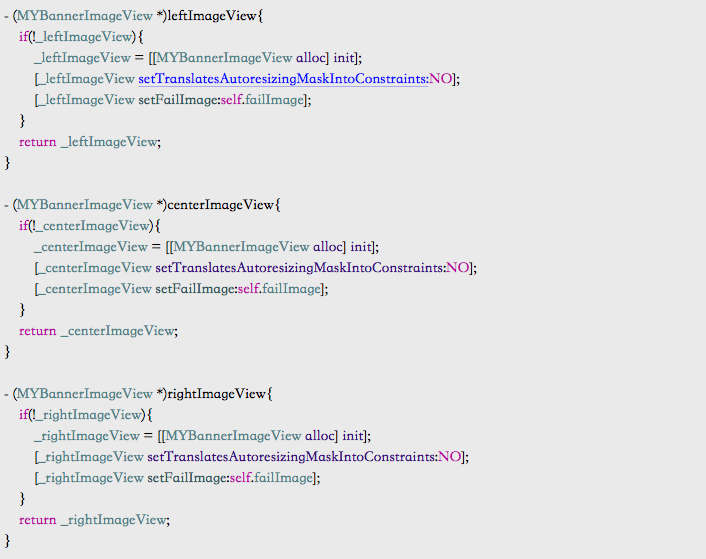 - (MYBannerImageView *)leftImageView{
if(!_leftImageView){
_leftImageView = [[MYBannerImageView alloc] init];
[_leftImageView setTranslatesAutoresizingMaskIntoConstraints:NO];
[_leftImageView setFailImage:self.failImage];
}
return _leftImageView;
}
- (MYBannerImageView *)centerImageView{
if(!_centerImageView){
_centerImageView = [[MYBannerImageView alloc] init];
[_centerImageView setTranslatesAutoresizingMaskIntoConstraints:NO];
[_centerImageView setFailImage:self.failImage];
}
return _centerImageView;
}
- (MYBannerImageView *)rightImageView{
if(!_rightImageView){
_rightImageView = [[MYBannerImageView alloc] init];
[_rightImageView setTranslatesAutoresizingMaskIntoConstraints:NO];
[_rightImageView setFailImage:self.failImage];
}
return _rightImageView;
}